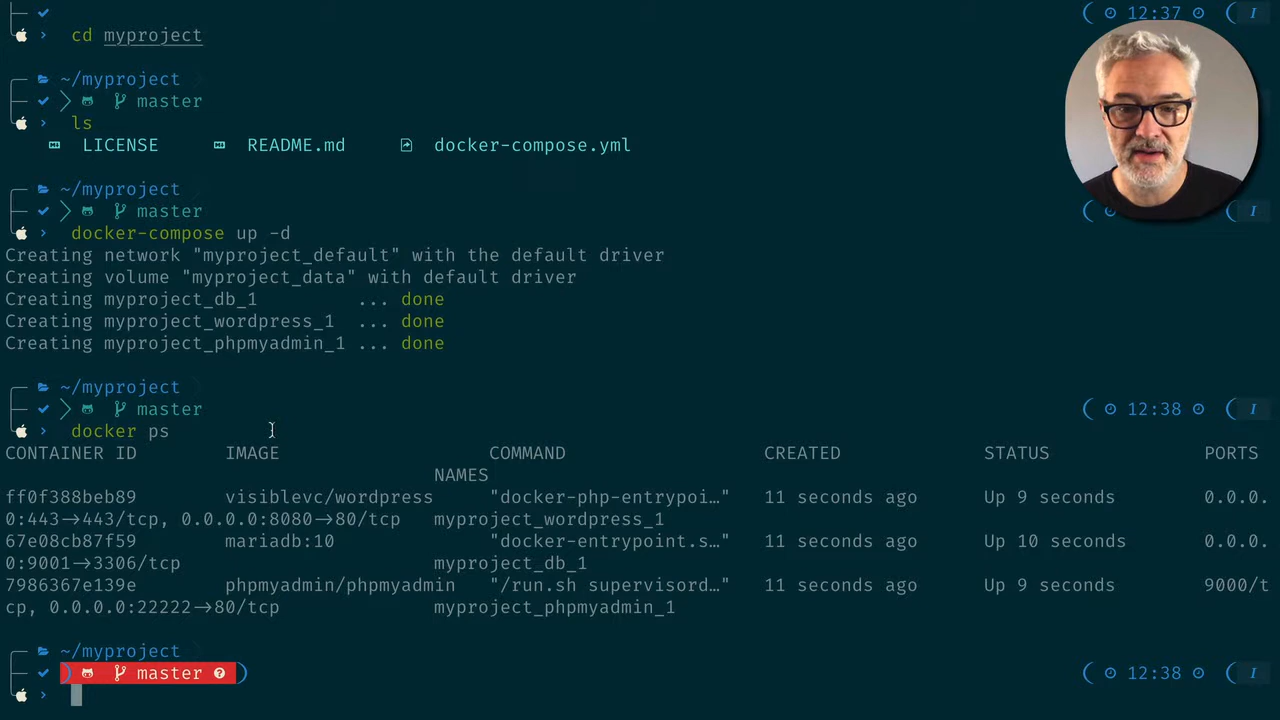 12:37 I
cd myproject
~/myproject
master
ls
LICENSE README.md docker-compose.yml
~/myproject
master I
docker-compose up -d
Creating network "myproject_default" with the default driver
Creating volume "myproject_data" with default driver
Creating myproject_db_1 ... done
Creating myproject_wordpress_1 ... done
Creating myproject_phpmyadmin_1 ... done
~/myproject
master 12:38 I
docker ps
CONTAINER ID IMAGE COMMAND CREATED STATUS PORTS
NAMES
ff0f388beb89 visiblevc/wordpress "docker-php-entrypoi…" 11 seconds ago Up 9 seconds 0.0.0.
0:443->443/tcp, 0.0.0.0:8080->80/tcp myproject_wordpress_1
67e08cb87f59 mariadb:10 "docker-entrypoint.s…" 11 seconds ago Up 10 seconds 0.0.0.
0:9001->3306/tcp myproject_db_1
7986367e139e phpmyadmin/phpmyadmin "/run.sh supervisord…" 11 seconds ago Up 9 seconds 9000/t
cp, 0.0.0.0:22222->80/tcp myproject_phpmyadmin_1
~/myproject
master ? 12:38 I